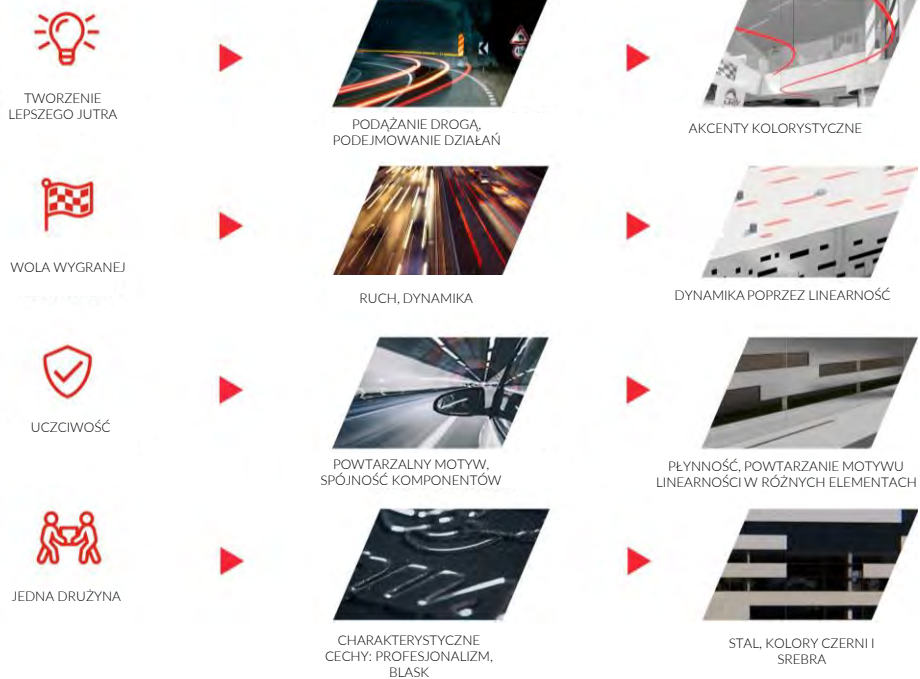 TWORZENIE
LEPSZEGO JUTRA
PODĄŻANIE DROGĄ,
PODEJMOWANIE DZIAŁAŃ
AKCENTY KOLORYSTYCZNE
WOLA WYGRANEJ
RUCH, DYNAMIKA
DYNAMIKA POPRZEZ LINEARNOŚĆ
UCZCIWOŚĆ
POWTARZALNY MOTYW,
SPÓJNOŚĆ KOMPONENTÓW
PŁYNNOŚĆ, POWTARZANIE MOTYWU
LINEARNOŚCI W RÓŻNYCH ELEMENTACH
JEDNA DRUŻYNA
CHARAKTERYSTYCZNE
CECHY: PROFESJONALIZM,
BLASK
STAL, KOLORY CZERNI I
SREBRA